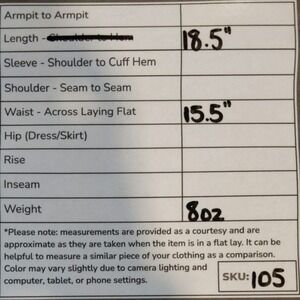 Armpit to Armpit
Length - Shoulder to Hem 18.5"
Sleeve - Shoulder to Cuff Hem
Shoulder - Seam to Seam
Waist - Across Laying Flat 15.5"
Hip (Dress/Skirt)
Rise
Inseam
Weight 8oz
*Please note: measurements are provided as a courtesy and are
approximate as they are taken when the item is in a flat lay. It can be
helpful to measure a similar piece of your clothing as a comparison.
Color may vary slightly due to camera lighting and
computer, tablet, or phone settings.
SKU: 105